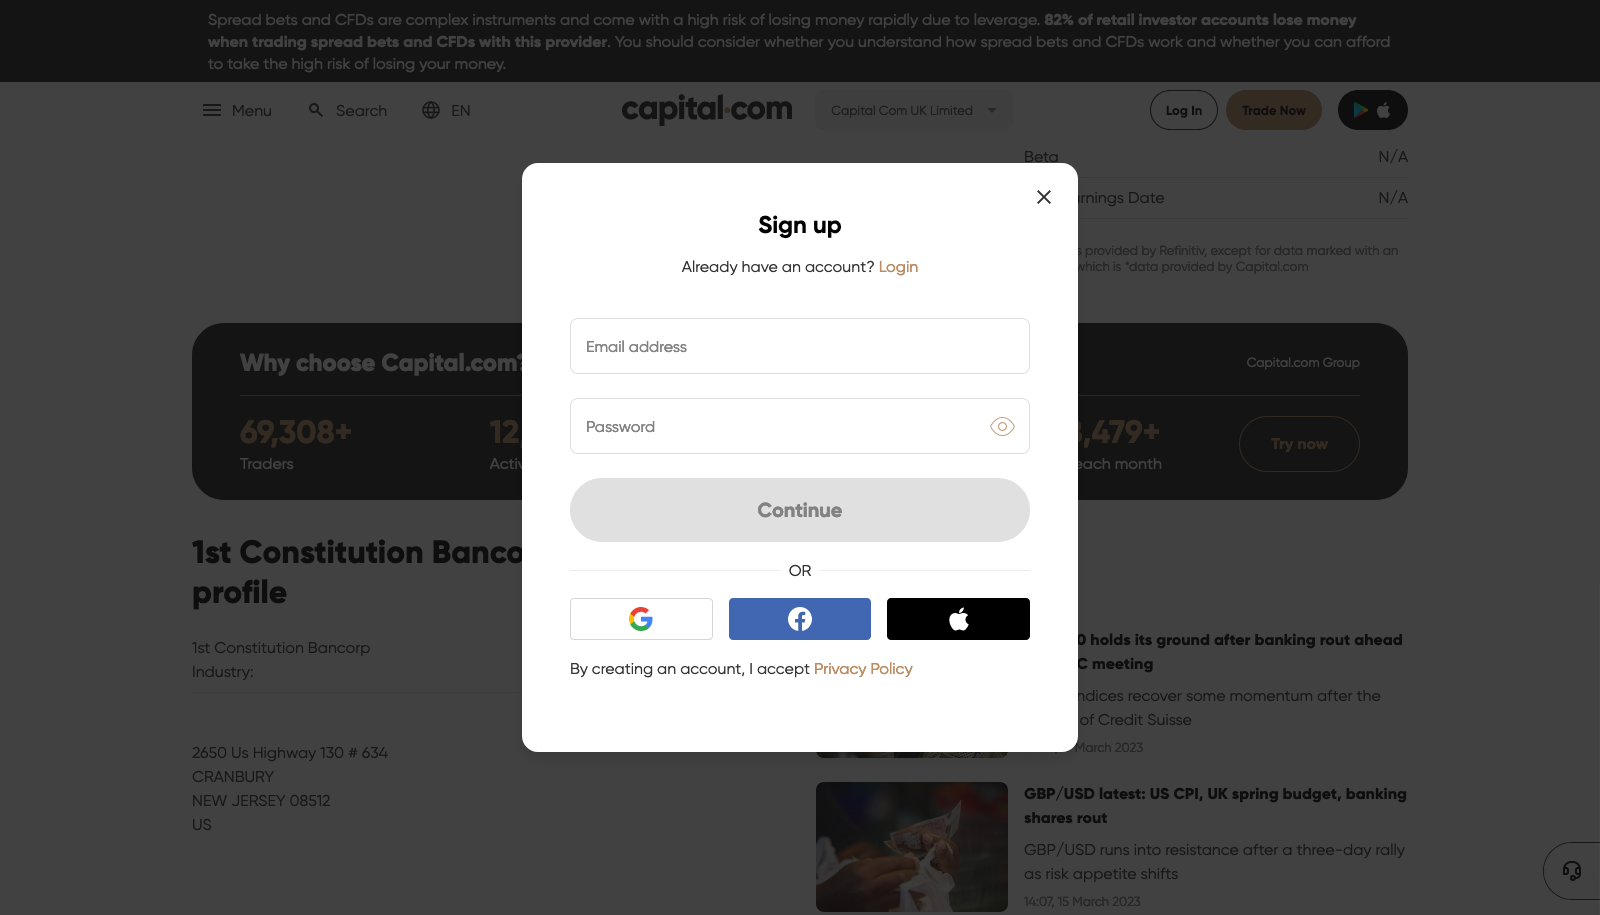 Spread bets and CFDs are complex instruments and come with a high risk of losing money rapidly due to leverage. 82% of retail investor accounts lose money
when trading spread bets and CFDs with this provider. You should consider whether you understand how spread bets and CFDs work and whether you can afford
to take the high risk of losing your money.
Menu Search EN capital.com Capital Com UK Limited Log In Trade Now
Beta N/A
rnings Date N/A
provided by Refinitiv, except for data marked with an
which is *data provided by Capital.com
Sign up
Already have an account? Login
Email address
Password
Continue
OR
By creating an account, I accept Privacy Policy
Why choose Capital.com? Capital.com Group
69,308+ 12 ,479+ Try now
Traders Activ each month
1st Constitution Banco
profile
1st Constitution Bancorp
Industry:
2650 Us Highway 130 # 634
CRANBURY
NEW JERSEY 08512
US
0 holds its ground after banking rout ahead
C meeting
ndices recover some momentum after the
of Credit Suisse
March 2023
GBP/USD latest: US CPI, UK spring budget, banking
shares rout
GBP/USD runs into resistance after a three-day rally
as risk appetite shifts
14:07, 15 March 2023